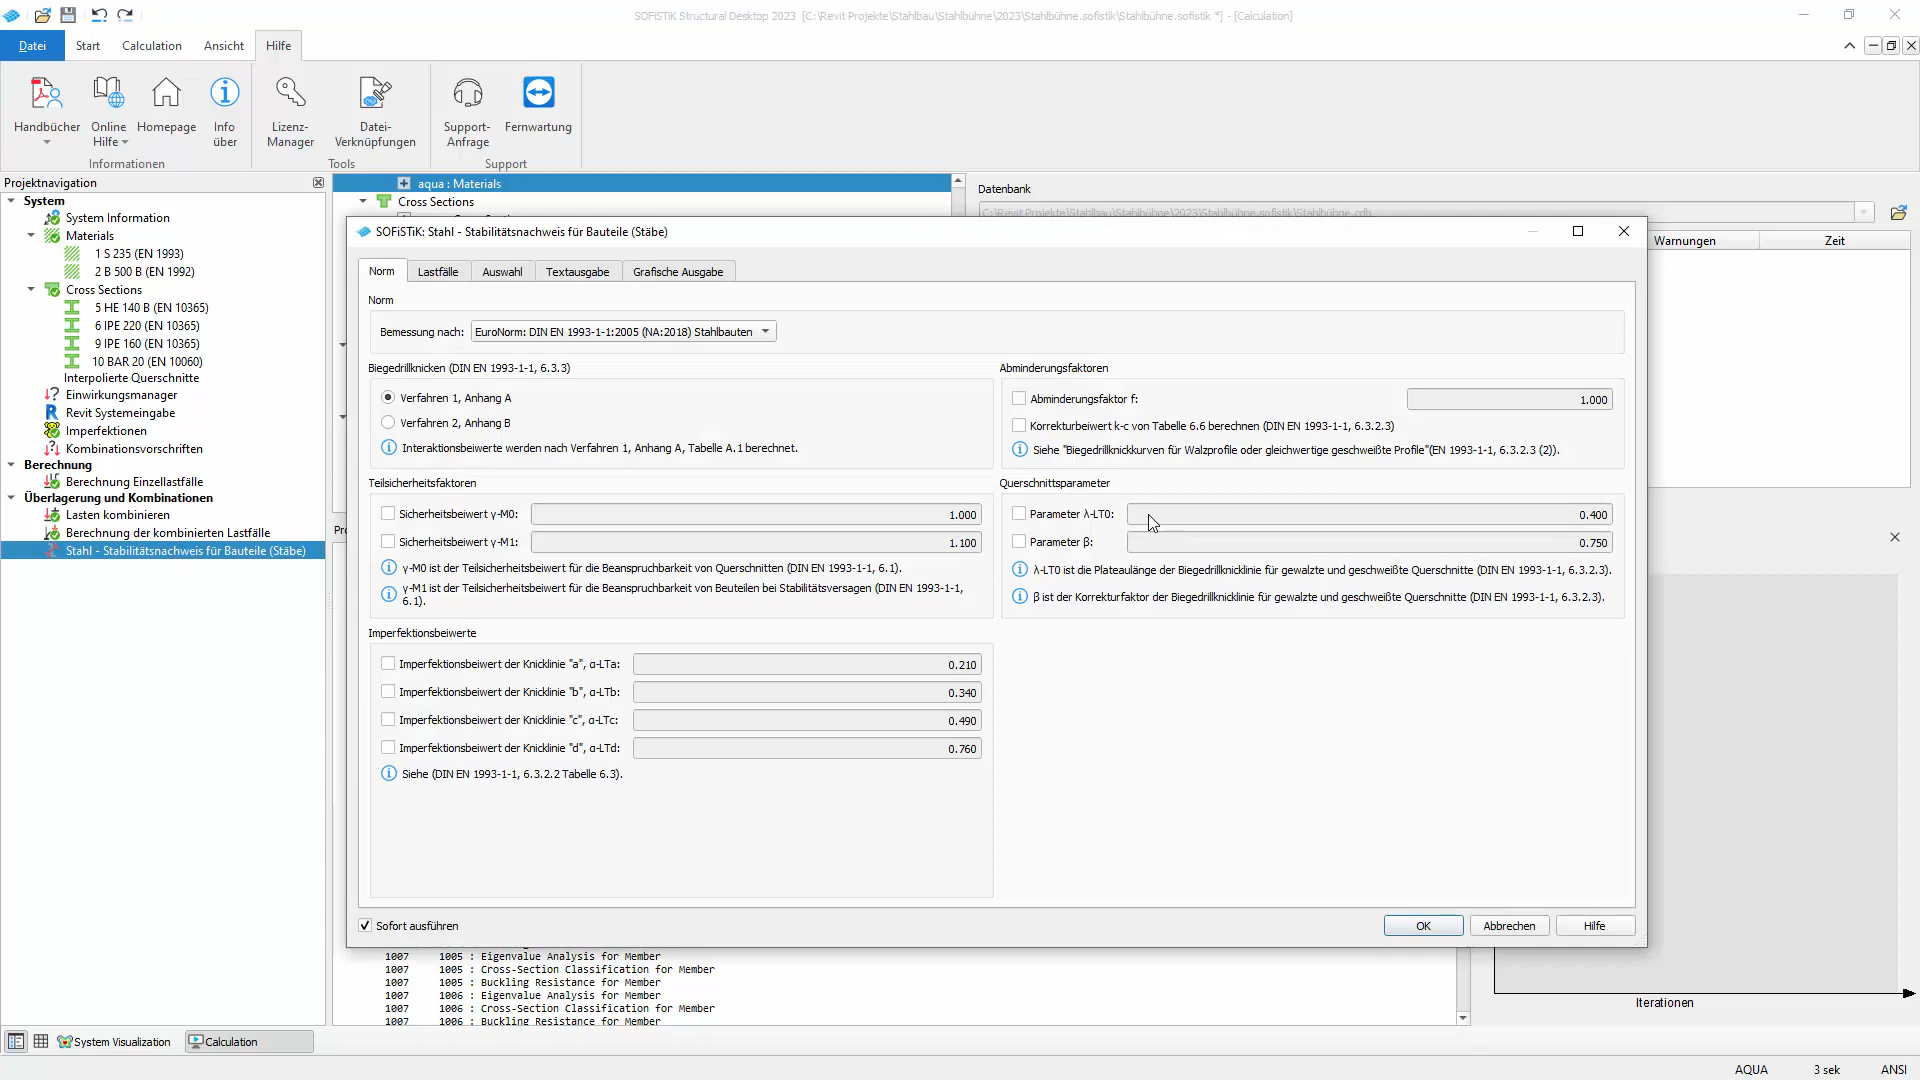 SOFiSTiK Structural Desktop 2023 [C:\Revit Projekte\Stahlbau\Stahlbühne\2023\Stahlbühne.sofistik\Stahlbühne.sofistik *] - [Calculation]
Datei Start Calculation Ansicht Hilfe
Handbücher
Online Hilfe
Homepage
Info über
Lizenz-Manager
Datei-Verknüpfungen
Support-Anfrage
Fernwartung
Informationen Tools Support
Projektnavigation
System
System Information
Materials
1 S 235 (EN 1993)
2 B 500 B (EN 1992)
Cross Sections
5 HE 140 B (EN 10365)
6 IPE 220 (EN 10365)
9 IPE 160 (EN 10365)
10 BAR 20 (EN 10060)
Interpolierte Querschnitte
Einwirkungsmanager
Revit Systemeingabe
Imperfektionen
Kombinationsvorschriften
Berechnung
Berechnung Einzellastfälle
Überlagerung und Kombinationen
Lasten kombinieren
Berechnung der kombinierten Lastfälle
Stahl - Stabilitätsnachweis für Bauteile (Stäbe)
aqua : Materials
Cross Sections
Datenbank
C:\Revit Projekte\Stahlbau\Stahlbühne\2023\Stahlbühne.sofistik\Stahlbühne.cdb
Warnungen Zeit
SOFiSTiK: Stahl - Stabilitätsnachweis für Bauteile (Stäbe)
Norm Lastfälle Auswahl Textausgabe Grafische Ausgabe
Norm
Bemessung nach: EuroNorm: DIN EN 1993-1-1:2005 (NA:2018) Stahlbauten
Biegedrillknicken (DIN EN 1993-1-1, 6.3.3)
Verfahren 1, Anhang A
Verfahren 2, Anhang B
Interaktionsbeiwerte werden nach Verfahren 1, Anhang A, Tabelle A.1 berechnet.
Abminderungsfaktoren
Abminderungsfaktor f: 1.000
Korrekturbeiwert k-c von Tabelle 6.6 berechnen (DIN EN 1993-1-1, 6.3.2.3)
Siehe "Biegedrillknickkurven für Walzprofile oder gleichwertige geschweißte Profile"(EN 1993-1-1, 6.3.2.3 (2)).
Teilsicherheitsfaktoren
Sicherheitsbeiwert γ-M0: 1.000
Sicherheitsbeiwert γ-M1: 1.100
γ-M0 ist der Teilsicherheitsbeiwert für die Beanspruchbarkeit von Querschnitten (DIN EN 1993-1-1, 6.1).
γ-M1 ist der Teilsicherheitsbeiwert für die Beanspruchbarkeit von Beuteilen bei Stabilitätsversagen (DIN EN 1993-1-1,
6.1).
Querschnittsparameter
Parameter λ-LT0: 0.400
Parameter β: 0.750
λ-LT0 ist die Plateaulänge der Biegedrillknicklinie für gewalzte und geschweißte Querschnitte (DIN EN 1993-1-1, 6.3.2.3).
β ist der Korrekturfaktor der Biegedrillknicklinie für gewalzte und geschweißte Querschnitte (DIN EN 1993-1-1, 6.3.2.3).
Imperfektionsbeiwerte
Imperfektionsbeiwert der Knicklinie "a", α-LTa: 0.210
Imperfektionsbeiwert der Knicklinie "b", α-LTb: 0.340
Imperfektionsbeiwert der Knicklinie "c", α-LTc: 0.490
Imperfektionsbeiwert der Knicklinie "d", α-LTd: 0.760
Siehe (DIN EN 1993-1-1, 6.3.2.2 Tabelle 6.3).
Sofort ausführen
OK Abbrechen Hilfe
1007 1005 : Eigenvalue Analysis for Member
1007 1005 : Cross-Section Classification for Member
1007 1005 : Buckling Resistance for Member
1007 1006 : Eigenvalue Analysis for Member
1007 1006 : Cross-Section Classification for Member
1007 1006 : Buckling Resistance for Member
Iterationen
System Visualization Calculation
AQUA 3 sek ANSI